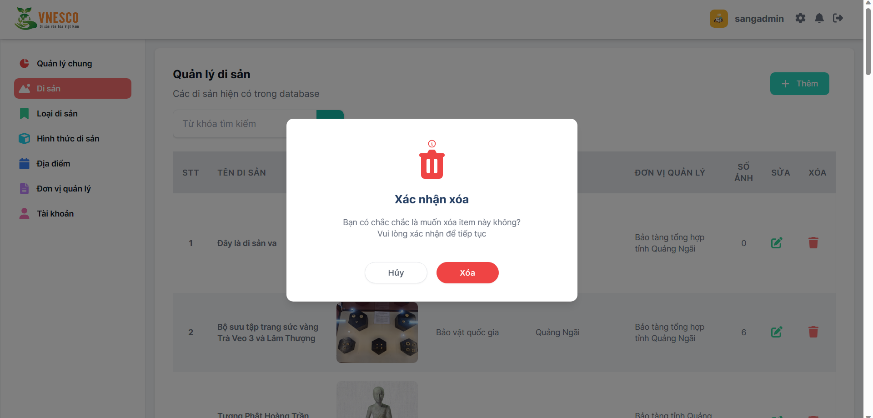 VNESCO
sangadmin
Quản lý chung
Di sản
Loại di sản
Hình thức di sản
Địa điểm
Đơn vị quản lý
Tài khoản
Quản lý di sản
Các di sản hiện có trong database
Thêm
Từ khóa tìm kiếm
STT
TÊN DI SẢN
ĐƠN VỊ QUẢN LÝ
SỐ
ẢNH
SỬA
XÓA
1
Đây là di sản va
Bảo tàng tổng hợp
tỉnh Quảng Ngãi
0
Xác nhận xóa
Bạn có chắc chắc là muốn xóa item này không?
Vui lòng xác nhận để tiếp tục
Hủy
Xóa
2
Bộ sưu tập trang sức vàng
Trà Veo 3 và Lâm Thượng
Bảo vật quốc gia
Quảng Ngãi
Bảo tàng tổng hợp
tỉnh Quảng Ngãi
6
Tượng Phật Hoàng Trần
Bảo tàng tỉnh Quảng